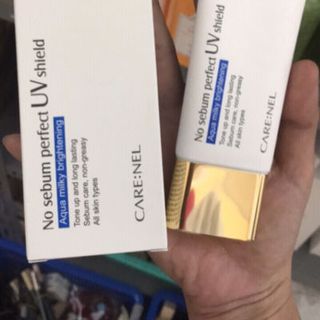 No sebum perfect UV shield
Aqua milky brightening
Tone up and long lasting
Sebum care, non-greasy
All skin types
CARE:NEL
No sebum perfect UV shield
Aqua milky brightening
Tone up and long lasting
Sebum care, non-greasy
All skin types
CARE:NEL